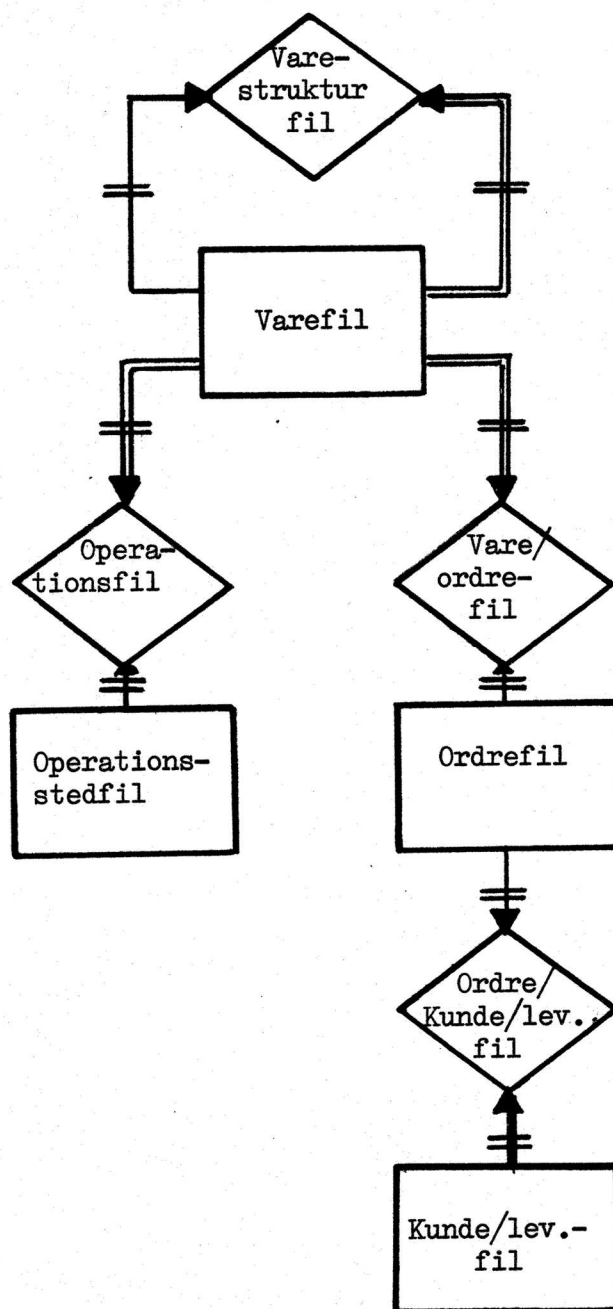 Vare-
struktur
fil
Varefil
Opera-
tionsfil
Vare/
ordre-
fil
Operations-
stedfil
Ordrefil
Ordre/
Kunde/lev.
fil
Kunde/lev.-
fil